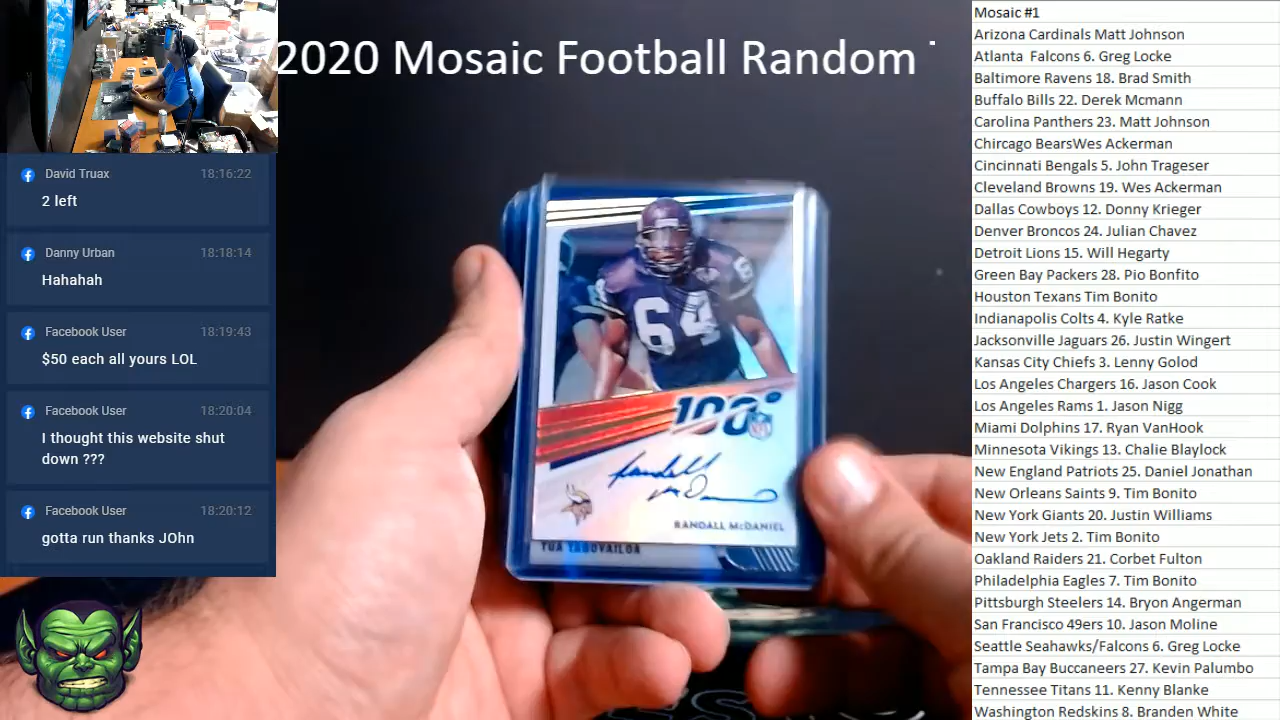 2020 Mosaic Football Random
David Truax 18:16:22
2 left
Danny Urban 18:18:14
Hahahah
Facebook User 18:19:43
$50 each all yours LOL
Facebook User 18:20:04
I thought this website shut
down ???
Facebook User 18:20:12
gotta run thanks JOhn
64
6
100
NFL
Randall McDaniel
RANDALL McDANIEL
TUA TAGOVAILOA
Mosaic #1
Arizona Cardinals Matt Johnson
Atlanta Falcons 6. Greg Locke
Baltimore Ravens 18. Brad Smith
Buffalo Bills 22. Derek Mcmann
Carolina Panthers 23. Matt Johnson
Chircago BearsWes Ackerman
Cincinnati Bengals 5. John Trageser
Cleveland Browns 19. Wes Ackerman
Dallas Cowboys 12. Donny Krieger
Denver Broncos 24. Julian Chavez
Detroit Lions 15. Will Hegarty
Green Bay Packers 28. Pio Bonfito
Houston Texans Tim Bonito
Indianapolis Colts 4. Kyle Ratke
Jacksonville Jaguars 26. Justin Wingert
Kansas City Chiefs 3. Lenny Golod
Los Angeles Chargers 16. Jason Cook
Los Angeles Rams 1. Jason Nigg
Miami Dolphins 17. Ryan VanHook
Minnesota Vikings 13. Chalie Blaylock
New England Patriots 25. Daniel Jonathan
New Orleans Saints 9. Tim Bonito
New York Giants 20. Justin Williams
New York Jets 2. Tim Bonito
Oakland Raiders 21. Corbet Fulton
Philadelphia Eagles 7. Tim Bonito
Pittsburgh Steelers 14. Bryon Angerman
San Francisco 49ers 10. Jason Moline
Seattle Seahawks/Falcons 6. Greg Locke
Tampa Bay Buccaneers 27. Kevin Palumbo
Tennessee Titans 11. Kenny Blanke
Washington Redskins 8. Branden White